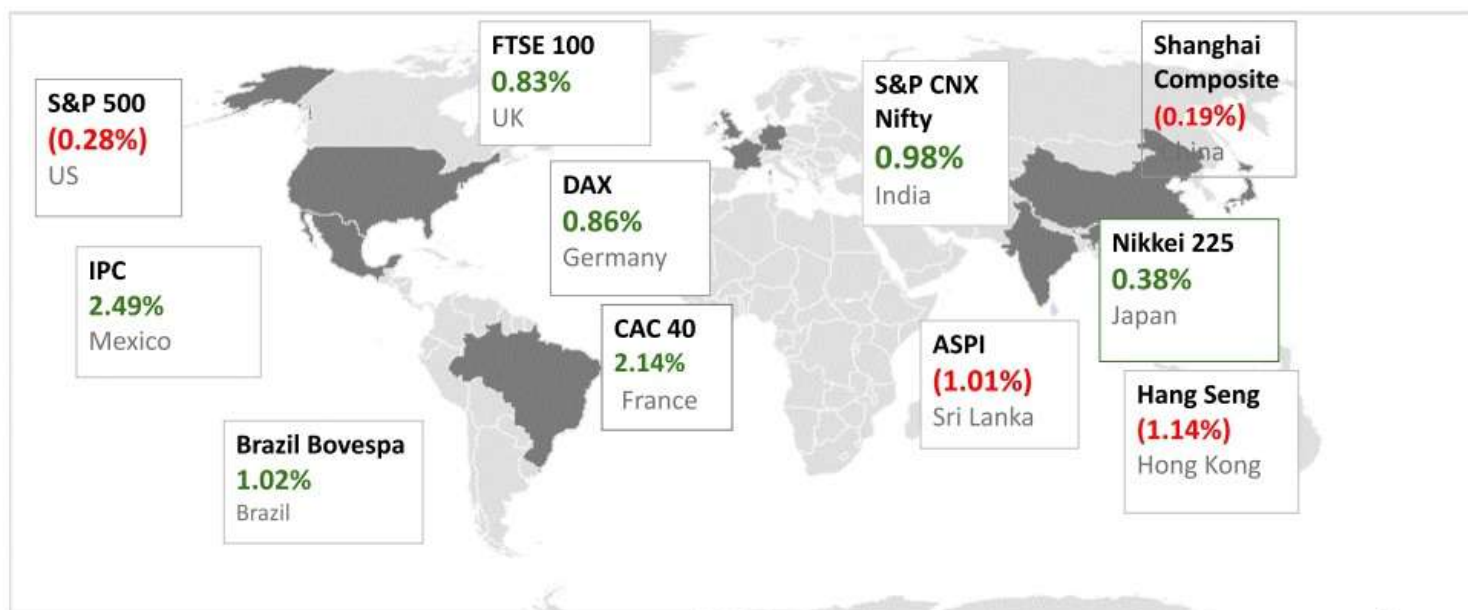 S&P 500
(0.28%)
US
FTSE 100
0.83%
UK
S&P CNX
Nifty
0.98%
India
Shanghai
Composite
(0.19%)
China
DAX
0.86%
Germany
Nikkei 225
0.38%
Japan
IPC
2.49%
Mexico
CAC 40
2.14%
France
ASPI
(1.01%)
Sri Lanka
Hang Seng
(1.14%)
Hong Kong
Brazil Bovespa
1.02%
Brazil